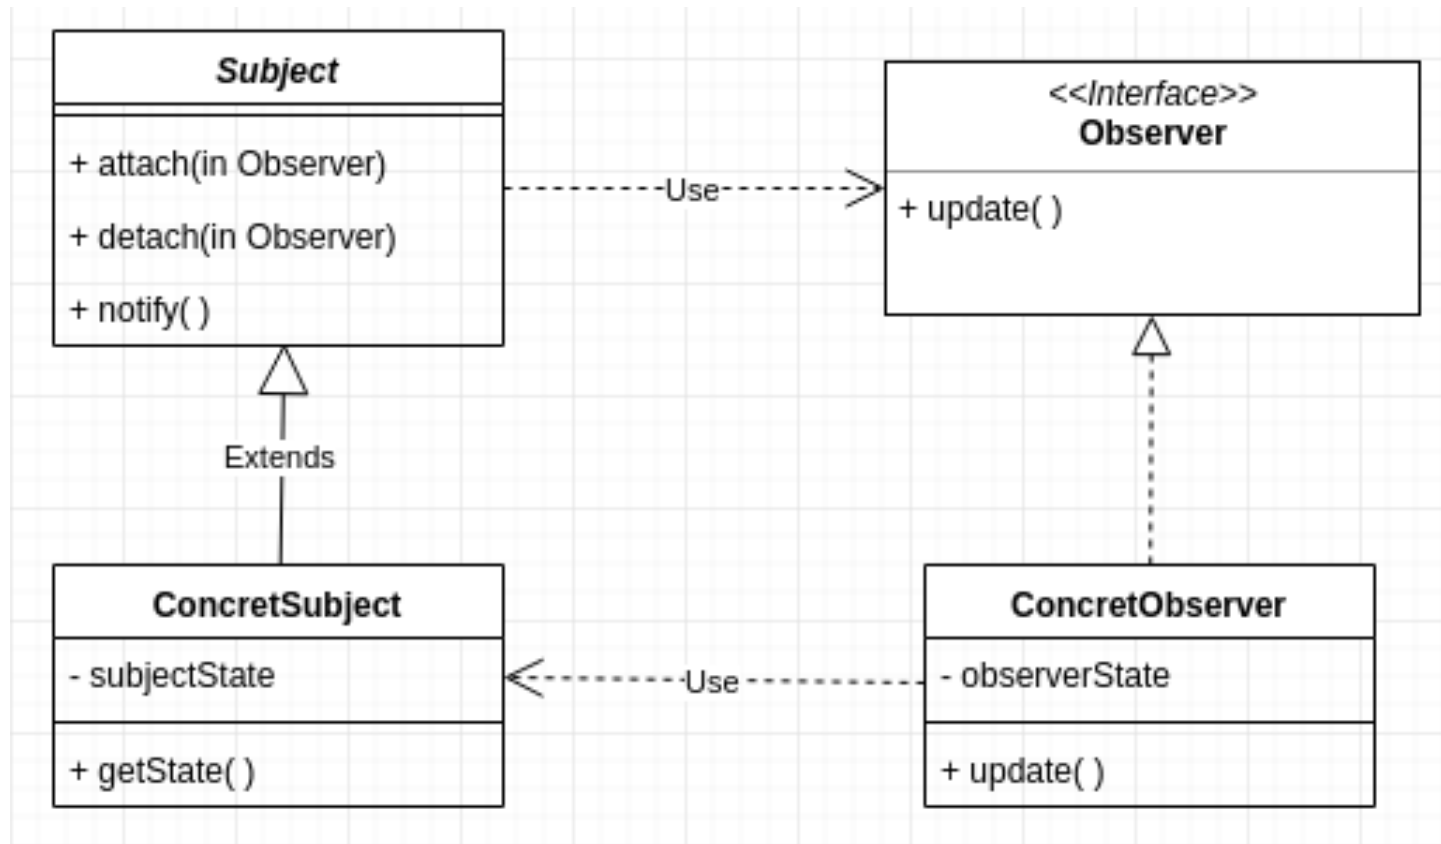 Subject
+ attach(in Observer)
+ detach(in Observer)
+ notify( )
Use
<<Interface>>
Observer
+ update( )
Extends
ConcretSubject
- subjectState
+ getState( )
Use
ConcretObserver
- observerState
+ update( )